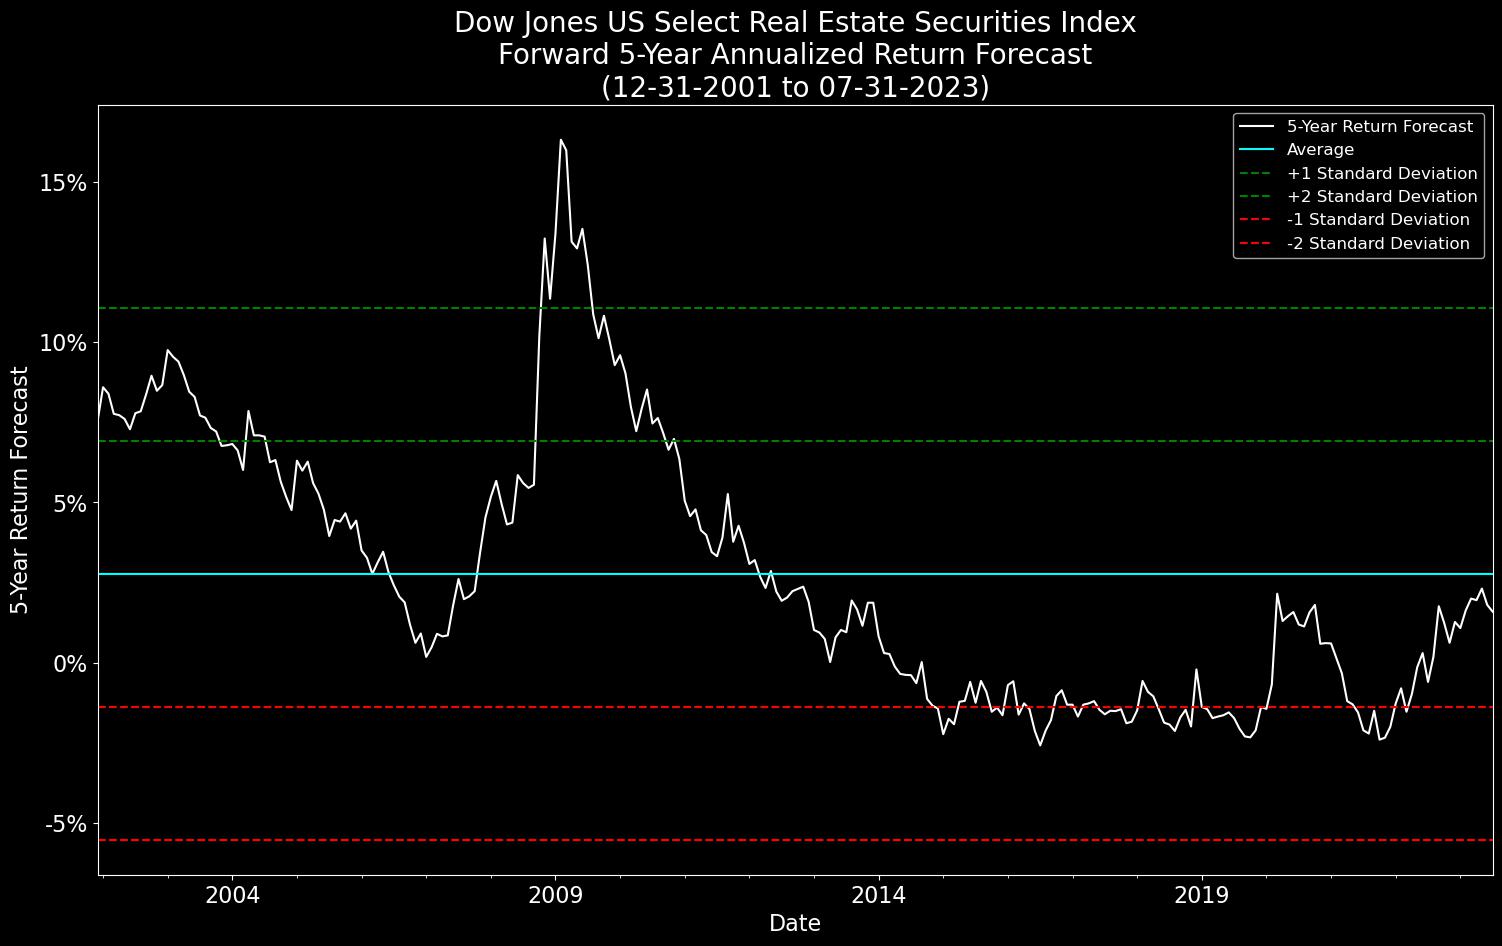 Dow Jones US Select Real Estate Securities Index
Forward 5-Year Annualized Return Forecast
(12-31-2001 to 07-31-2023)
5-Year Return Forecast
Average
+1 Standard Deviation
+2 Standard Deviation
-1 Standard Deviation
-2 Standard Deviation
5-Year Return Forecast
15%
10%
5%
0%
-5%
2004
2009
2014
2019
Date